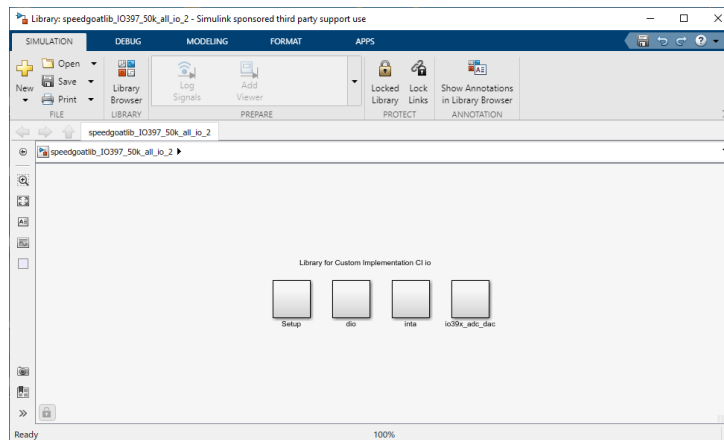 Library: speedgoatlib_IO397_50k_all_io_2 - Simulink sponsored third party support use
SIMULATION DEBUG MODELING FORMAT APPS
New
Open
Save
Print
FILE
Library
Browser
LIBRARY
Log
Signals
Add
Viewer
PREPARE
Locked
Library
Lock
Links
PROTECT
Show Annotations
in Library Browser
ANNOTATION
speedgoatlib_IO397_50k_all_io_2
speedgoatlib_IO397_50k_all_io_2
Library for Custom Implementation CI io
Setup dio inta io39x_adc_dac
Ready 100%